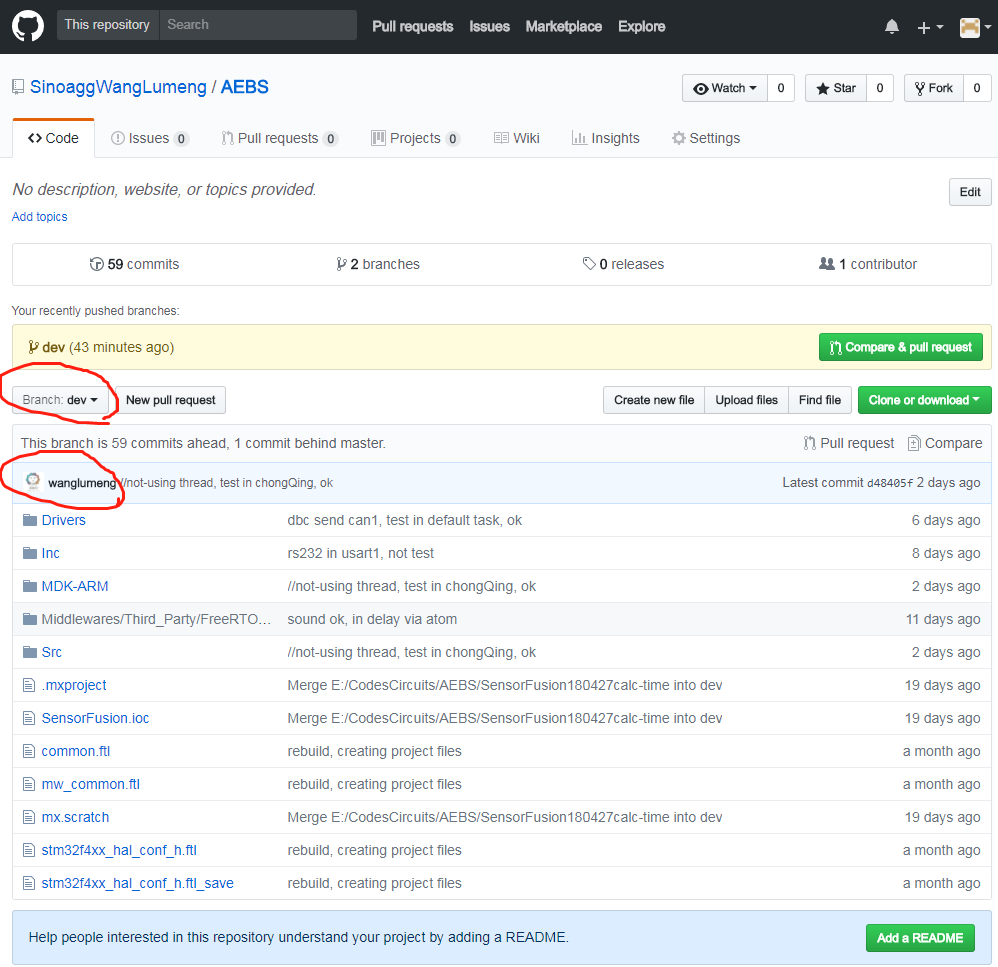 This repository Search Pull requests Issues Marketplace Explore
SinoaggWangLumeng / AEBS Watch 0 Star 0 Fork 0
Code Issues 0 Pull requests 0 Projects 0 Wiki Insights Settings
No description, website, or topics provided. Edit
Add topics
59 commits 2 branches 0 releases 1 contributor
Your recently pushed branches:
dev (43 minutes ago) Compare & pull request
Branch: dev New pull request Create new file Upload files Find file Clone or download
This branch is 59 commits ahead, 1 commit behind master. Pull request Compare
wanglumeng //not-using thread, test in chongQing, ok Latest commit d48405f 2 days ago
Drivers dbc send can1, test in default task, ok 6 days ago
Inc rs232 in usart1, not test 8 days ago
MDK-ARM //not-using thread, test in chongQing, ok 2 days ago
Middlewares/Third_Party/FreeRTO... sound ok, in delay via atom 11 days ago
Src //not-using thread, test in chongQing, ok 2 days ago
.mxproject Merge E:/CodesCircuits/AEBS/SensorFusion180427calc-time into dev 19 days ago
SensorFusion.ioc Merge E:/CodesCircuits/AEBS/SensorFusion180427calc-time into dev 19 days ago
common.ftl rebuild, creating project files a month ago
mw_common.ftl rebuild, creating project files a month ago
mx.scratch Merge E:/CodesCircuits/AEBS/SensorFusion180427calc-time into dev 19 days ago
stm32f4xx_hal_conf_h.ftl rebuild, creating project files a month ago
stm32f4xx_hal_conf_h.ftl_save rebuild, creating project files a month ago
Help people interested in this repository understand your project by adding a README. Add a README